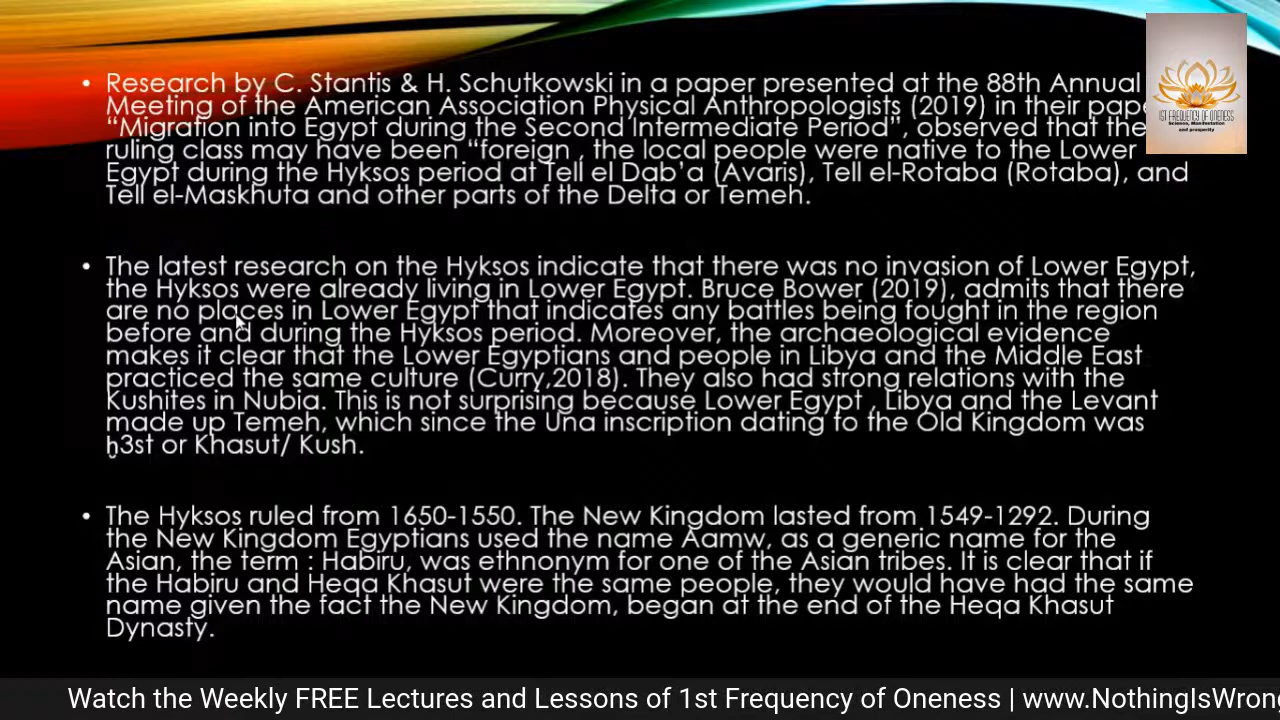 • Research by C. Stantis & H. Schutkowski in a paper presented at the 88th Annual
Meeting of the American Association Physical Anthropologists (2019) in their pape
“Migration into Egypt during the Second Intermediate Period”, observed that the
ruling class may have been “foreign , the local people were native to the Lower
Egypt during the Hyksos period at Tell el Dab’a (Avaris), Tell el-Rotaba (Rotaba), and
Tell el-Maskhuta and other parts of the Delta or Temeh.
• The latest research on the Hyksos indicate that there was no invasion of Lower Egypt,
the Hyksos were already living in Lower Egypt. Bruce Bower (2019), admits that there
are no places in Lower Egypt that indicates any battles being fought in the region
before and during the Hyksos period. Moreover, the archaeological evidence
makes it clear that the Lower Egyptians and people in Libya and the Middle East
practiced the same culture (Curry,2018). They also had strong relations with the
Kushites in Nubia. This is not surprising because Lower Egypt , Libya and the Levant
made up Temeh, which since the Una inscription dating to the Old Kingdom was
ẖ3st or Khasut/ Kush.
• The Hyksos ruled from 1650-1550. The New Kingdom lasted from 1549-1292. During
the New Kingdom Egyptians used the name Aamw, as a generic name for the
Asian, the term : Habiru, was ethnonym for one of the Asian tribes. It is clear that if
the Habiru and Heqa Khasut were the same people, they would have had the same
name given the fact the New Kingdom, began at the end of the Heqa Khasut
Dynasty.
1ST FREQUENCY OF ONENESS
Science, Manifestation
and prosperity
Watch the Weekly FREE Lectures and Lessons of 1st Frequency of Oneness | www.NothingIsWrong